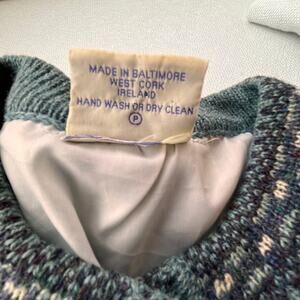 MADE IN BALTIMORE
WEST CORK
IRELAND
HAND WASH OR DRY CLEAN
P